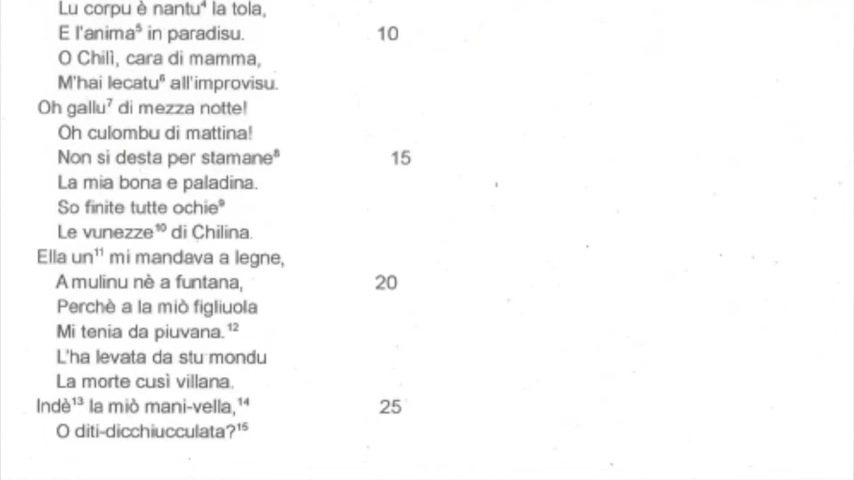 Lu corpu è nantu⁴ la tola,
E l'anima⁵ in paradisu. 10
O Chilì, cara di mamma,
M'hai lecatu⁶ all'improvisu.
Oh gallu⁷ di mezza notte!
Oh culombu di mattina!
Non si desta per stamane⁸ 15
La mia bona e paladina.
So finite tutte ochie⁹
Le vunezze¹⁰ di Chilina.
Ella un¹¹ mi mandava a legne,
A mulinu nè a funtana, 20
Perchè a la miò figliuola
Mi tenia da piuvana.¹²
L'ha levata da stu mondu
La morte cusì villana.
Indè¹³ la miò mani-vella,¹⁴ 25
O diti-dicchiucculata?¹⁵